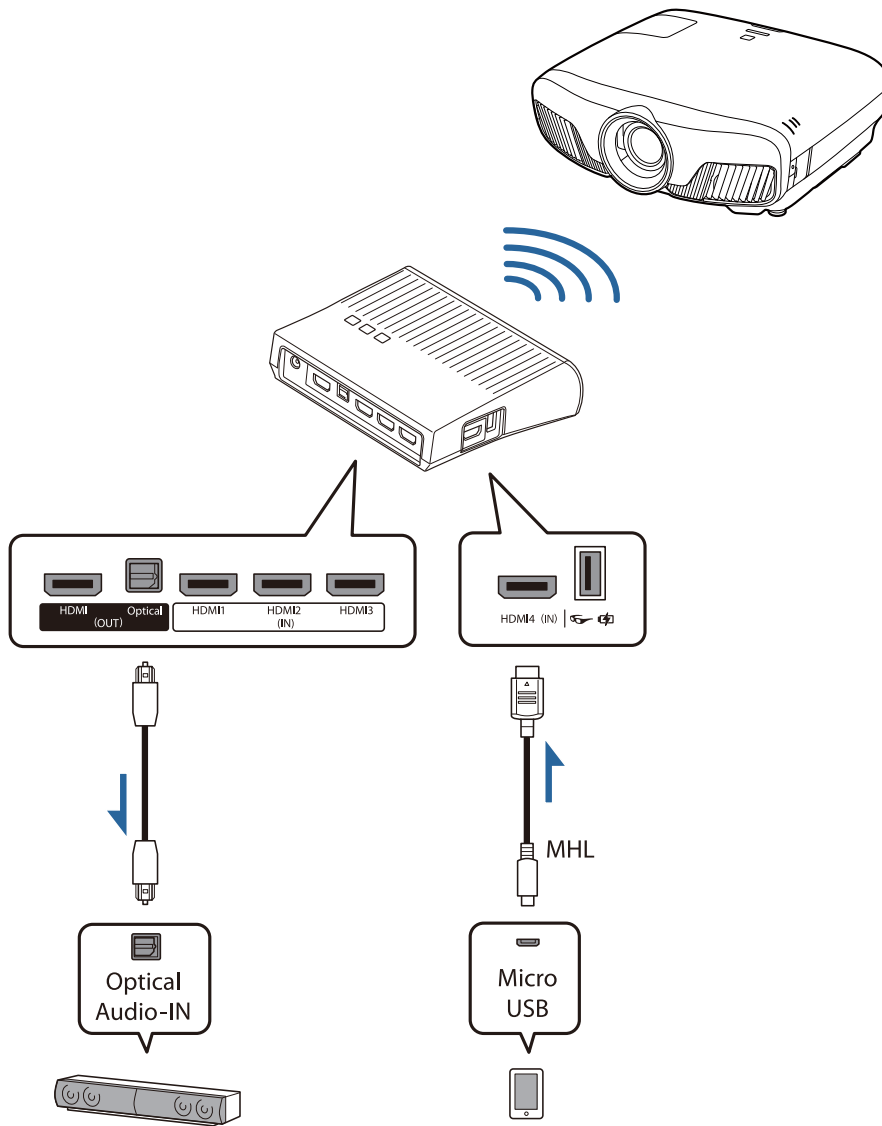 HDMI Optical HDMI1 HDMI2 HDMI3
(OUT) (IN)
HDMI4 (IN)
MHL
Optical
Audio-IN
Micro
USB